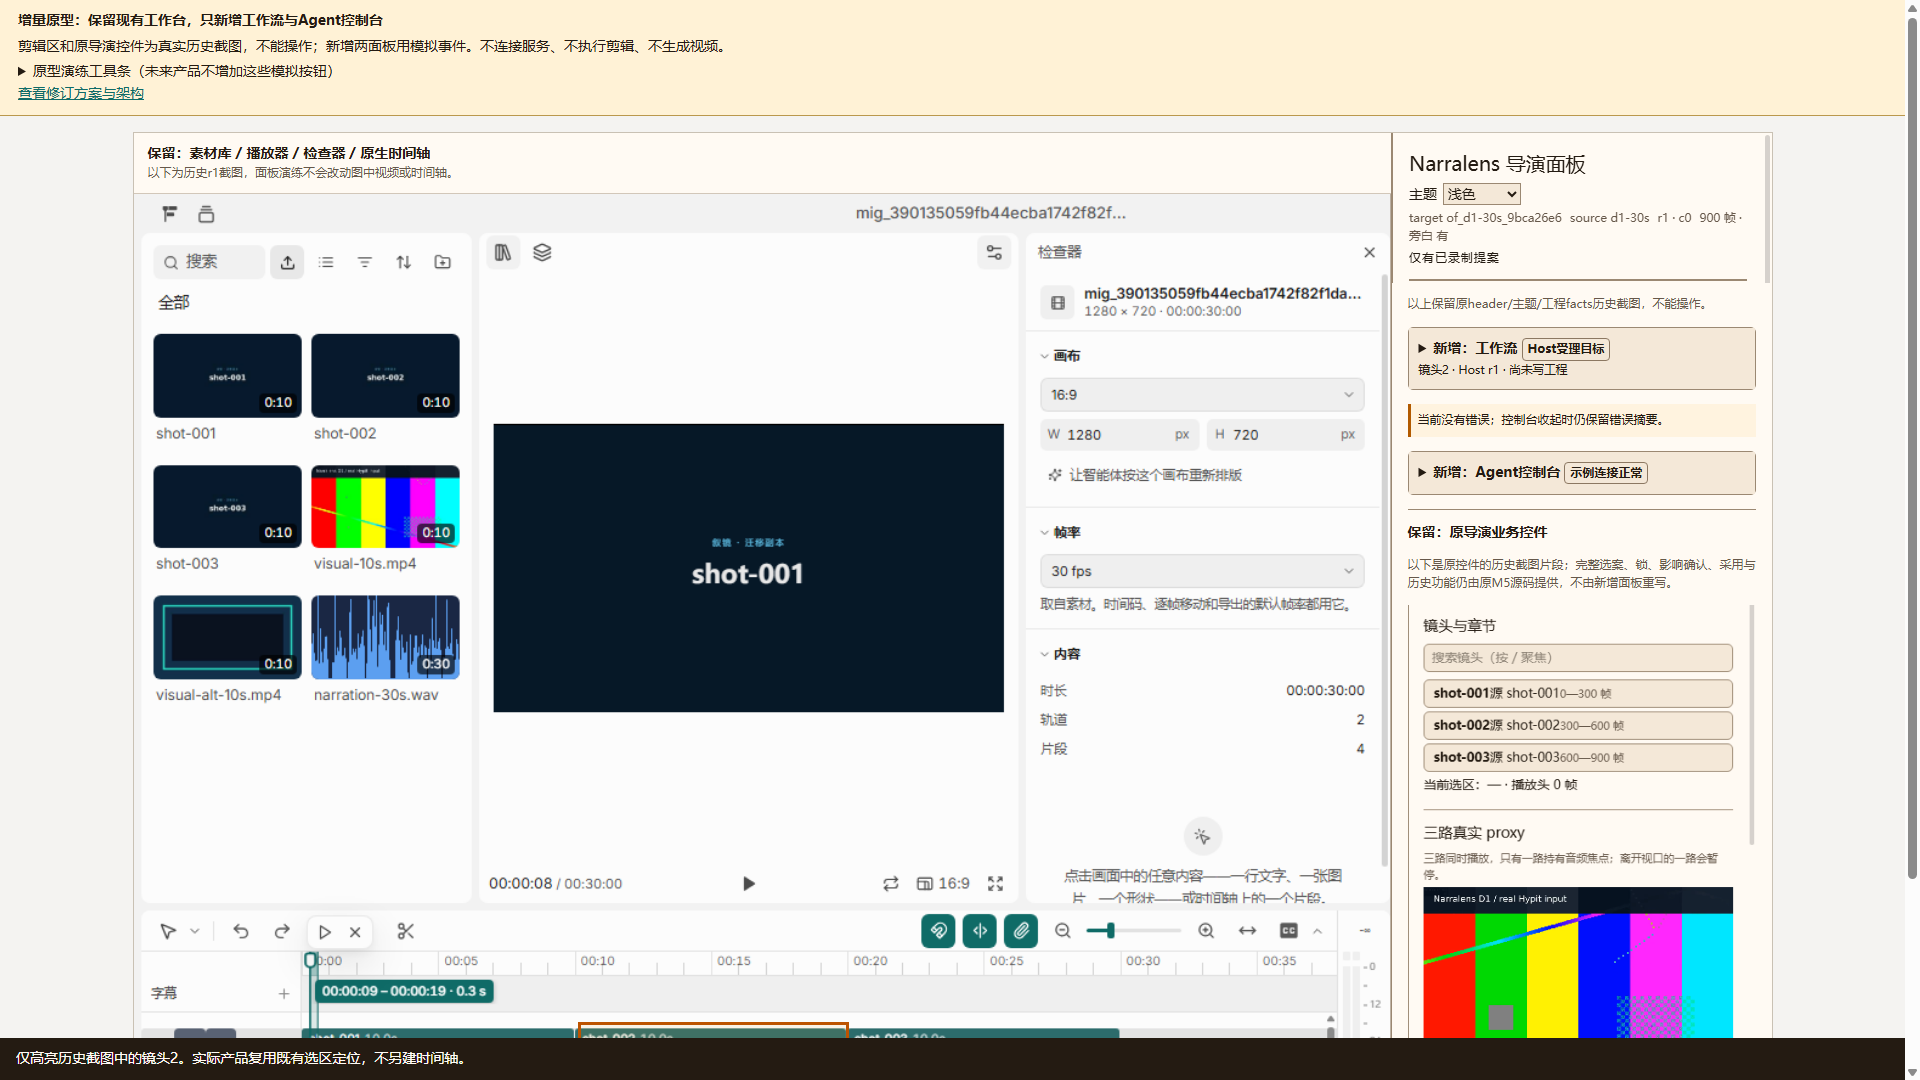 增量原型：保留现有工作台，只新增工作流与Agent控制台
剪辑区和原导演控件为真实历史截图，不能操作；新增两面板用模拟事件。不连接服务、不执行剪辑、不生成视频。
▶ 原型演练工具条（未来产品不增加这些模拟按钮）
查看修订方案与架构
保留：素材库 / 播放器 / 检查器 / 原生时间轴
以下为历史r1截图，面板演练不会改动图中视频或时间轴。
mig_390135059fb44ecba1742f82f...
搜索
全部
shot-001
0:10
shot-001
shot-002
0:10
shot-002
shot-003
0:10
shot-003
0:10
visual-10s.mp4
0:10
visual-alt-10s.mp4
0:30
narration-30s.wav
叙镜 · 迁移副本
shot-001
00:00:08 / 00:30:00
16:9
检查器
mig_390135059fb44ecba1742f82f1da...
1280 × 720 · 00:00:30:00
画布
16:9
W 1280 px
H 720 px
让智能体按这个画布重新排版
帧率
30 fps
取自素材。时间码、逐帧移动和导出的默认帧率都用它。
内容
时长 00:00:30:00
轨道 2
片段 4
点击画面中的任意内容——一行文字、一张图
片、一个形状——或时间轴上的一个片段。
CC
00:05
00:10
00:15
00:20
00:25
00:30
00:35
字幕
00:00:09 – 00:00:19 · 0.3 s
-∞
-0
-12
Narralens 导演面板
主题 浅色
target of_d1-30s_9bca26e6 source d1-30s r1 · c0 900 帧 ·
旁白 有
仅有已录制提案
以上保留原header/主题/工程facts历史截图，不能操作。
▶ 新增：工作流 Host受理目标
镜头2 · Host r1 · 尚未写工程
当前没有错误；控制台收起时仍保留错误摘要。
▶ 新增：Agent控制台 示例连接正常
保留：原导演业务控件
以下是原控件的历史截图片段；完整选案、锁、影响确认、采用与
历史功能仍由原M5源码提供，不由新增面板重写。
镜头与章节
搜索镜头（按 / 聚焦）
shot-001源 shot-0010—300 帧
shot-002源 shot-002300—600 帧
shot-003源 shot-003600—900 帧
当前选区：— · 播放头 0 帧
三路真实 proxy
三路同时播放，只有一路持有音频焦点；离开视口的一路会暂
停。
Narralens D1 / real Hypit input
仅高亮历史截图中的镜头2。实际产品复用既有选区定位，不另建时间轴。